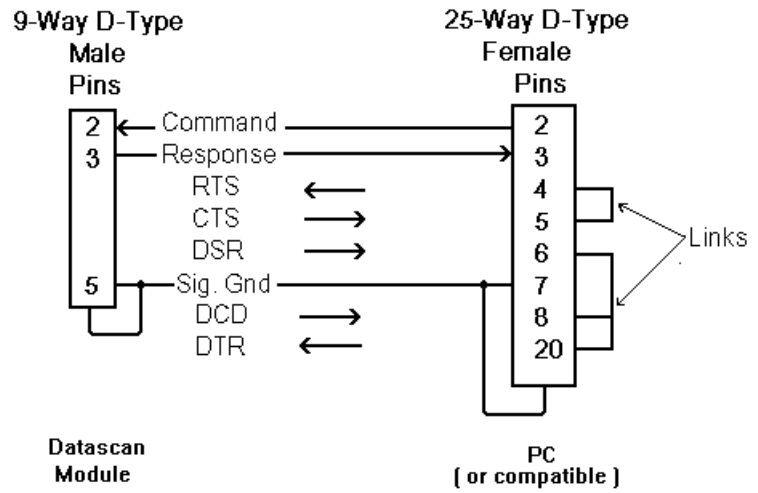 9-Way D-Type
Male
Pins
25-Way D-Type
Female
Pins
2 Command 2
3 Response 3
RTS 4
CTS 5
DSR 6
Links
5 Sig. Gnd 7
DCD 8
DTR 20
Datascan
Module
PC
( or compatible )